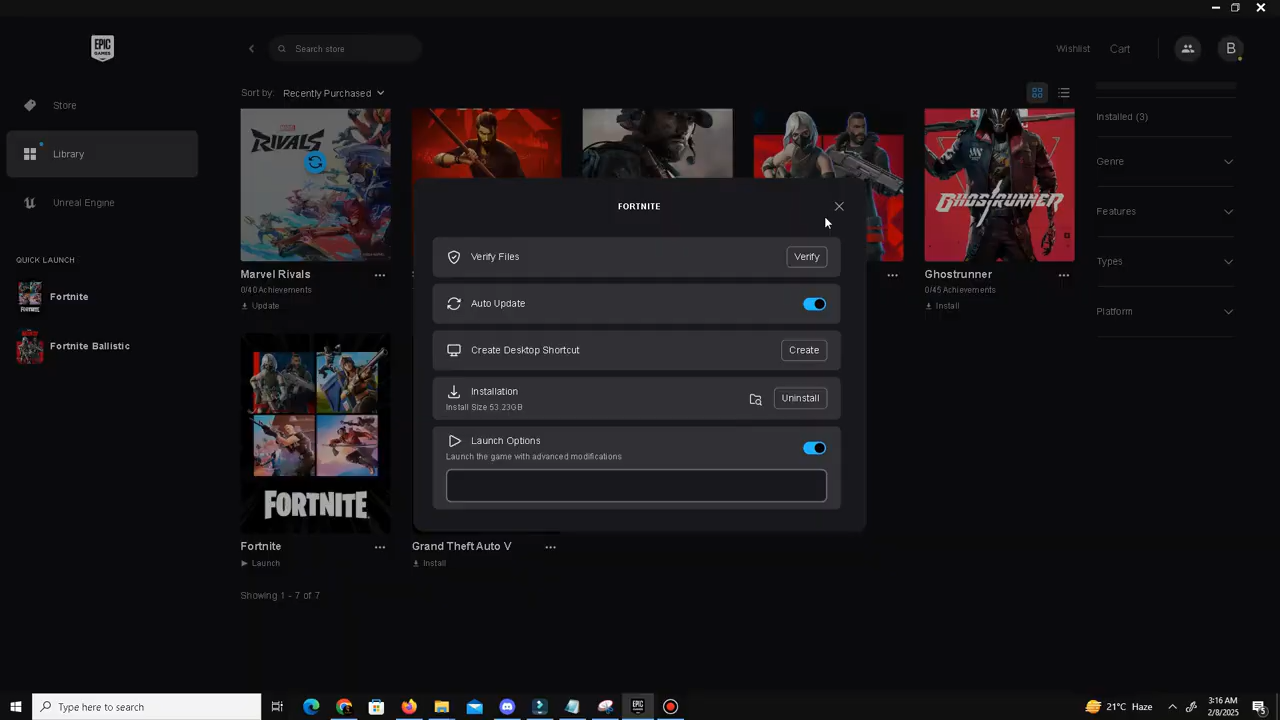 EPIC GAMES
Search store
Wishlist
Cart
B
Store
Library
Unreal Engine
QUICK LAUNCH
Fortnite
Fortnite Ballistic
Sort by: Recently Purchased
MARVEL
RIVALS
GHOSTRUNNER
Marvel Rivals
0/40 Achievements
Update
Ghostrunner
0/45 Achievements
Install
FORTNITE
Fortnite
Launch
Grand Theft Auto V
Install
Showing 1 - 7 of 7
FORTNITE
Verify Files
Verify
Auto Update
Create Desktop Shortcut
Create
Installation
Install Size 53.23GB
Uninstall
Launch Options
Launch the game with advanced modifications
Installed (3)
Genre
Features
Types
Platform
Type here to search
21°C Haze
3:16 AM
2/8/2025